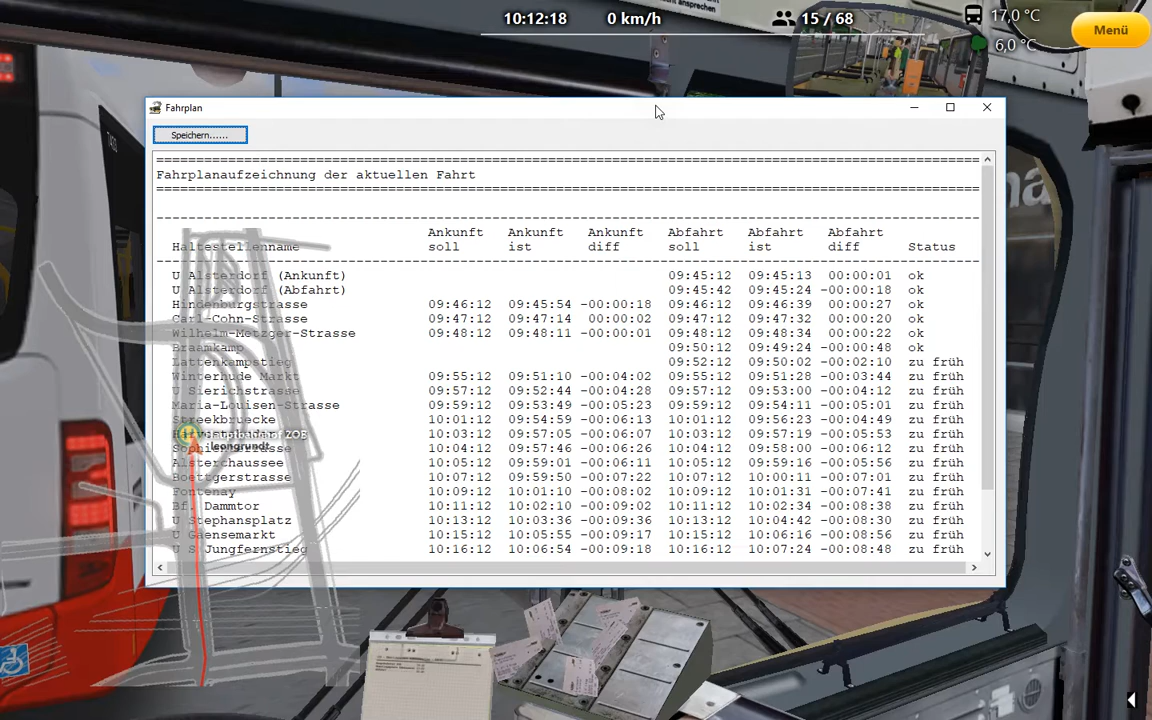 ansprechen
10:12:18 0 km/h 15 / 68 17,0 °C
6,0 °C
Menü
Fahrplan
Speichern......
Fahrplanaufzeichnung der aktuellen Fahrt
Ankunft Ankunft Ankunft Abfahrt Abfahrt Abfahrt
Haltestellenname soll ist diff soll ist diff Status
U Alsterdorf (Ankunft) 09:45:12 09:45:13 00:00:01 ok
U Alsterdorf (Abfahrt) 09:45:42 09:45:24 -00:00:18 ok
Hindenburgstrasse 09:46:12 09:45:54 -00:00:18 09:46:12 09:46:39 00:00:27 ok
Carl-Cohn-Strasse 09:47:12 09:47:14 00:00:02 09:47:12 09:47:32 00:00:20 ok
Wilhelm-Metzger-Strasse 09:48:12 09:48:11 -00:00:01 09:48:12 09:48:34 00:00:22 ok
Braamkamp 09:50:12 09:49:24 -00:00:48 ok
Lattenkampstieg 09:52:12 09:50:02 -00:02:10 zu früh
Winterhude Markt 09:55:12 09:51:10 -00:04:02 09:55:12 09:51:28 -00:03:44 zu früh
U Sierichstrasse 09:57:12 09:52:44 -00:04:28 09:57:12 09:53:00 -00:04:12 zu früh
Maria-Louisen-Strasse 09:59:12 09:53:49 -00:05:23 09:59:12 09:54:11 -00:05:01 zu früh
Streekbruecke 10:01:12 09:54:59 -00:06:13 10:01:12 09:56:23 -00:04:49 zu früh
10:03:12 09:57:05 -00:06:07 10:03:12 09:57:19 -00:05:53 zu früh
Hauptbahnhof ZOB
leongrundt
Sophienterrasse 10:04:12 09:57:46 -00:06:26 10:04:12 09:58:00 -00:06:12 zu früh
Alsterchaussee 10:05:12 09:59:01 -00:06:11 10:05:12 09:59:16 -00:05:56 zu früh
Boettgerstrasse 10:07:12 09:59:50 -00:07:22 10:07:12 10:00:11 -00:07:01 zu früh
Fontenay 10:09:12 10:01:10 -00:08:02 10:09:12 10:01:31 -00:07:41 zu früh
Bf. Dammtor 10:11:12 10:02:10 -00:09:02 10:11:12 10:02:34 -00:08:38 zu früh
U Stephansplatz 10:13:12 10:03:36 -00:09:36 10:13:12 10:04:42 -00:08:30 zu früh
U Gaensemarkt 10:15:12 10:05:55 -00:09:17 10:15:12 10:06:16 -00:08:56 zu früh
U S Jungfernstieg 10:16:12 10:06:54 -00:09:18 10:16:12 10:07:24 -00:08:48 zu früh